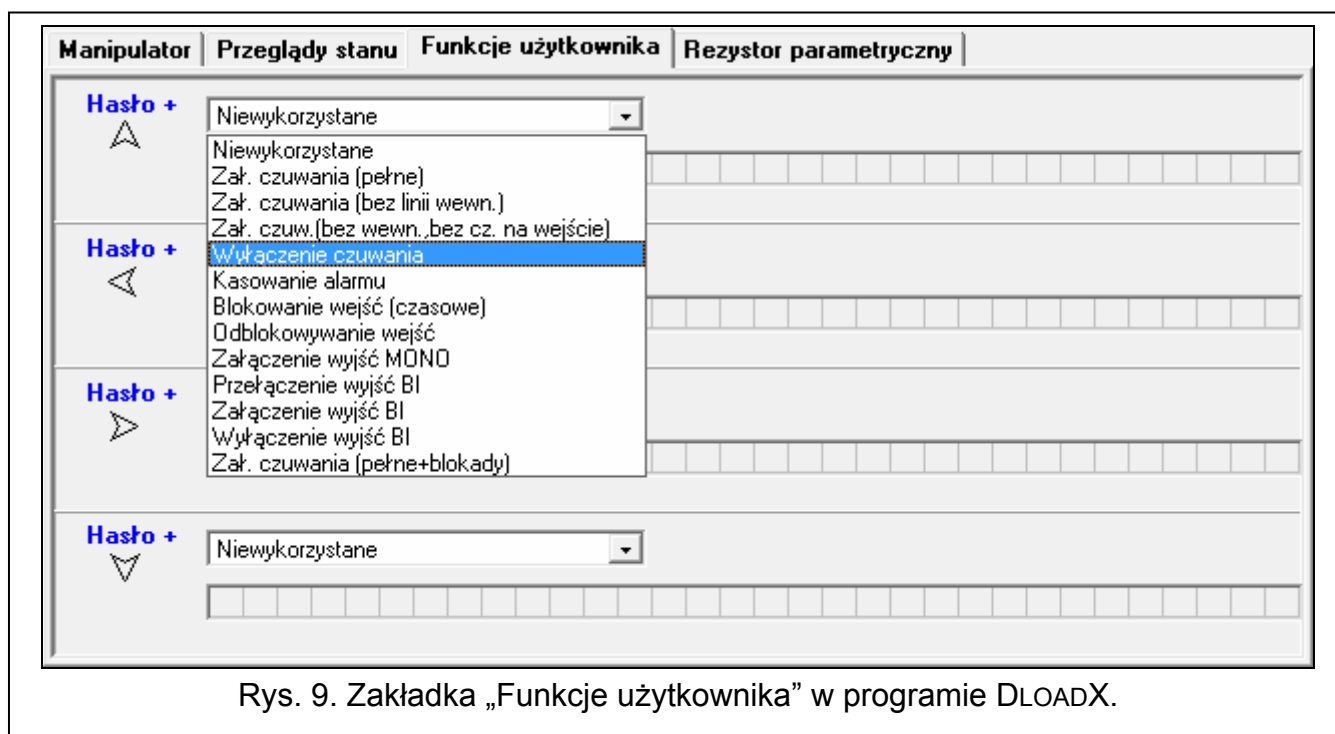 Manipulator Przeglądy stanu Funkcje użytkownika Rezystor parametryczny
Hasło +
Niewykorzystane
Niewykorzystane
Zał. czuwania (pełne)
Zał. czuwania (bez linii wewn.)
Zał. czuw.(bez wewn.,bez cz. na wejście)
Hasło +
Wyłączenie czuwania
Kasowanie alarmu
Blokowanie wejść (czasowe)
Odblokowywanie wejść
Załączenie wyjść MONO
Hasło +
Przełączenie wyjść BI
Załączenie wyjść BI
Wyłączenie wyjść BI
Zał. czuwania (pełne+blokady)
Hasło +
Niewykorzystane
Rys. 9. Zakładka „Funkcje użytkownika” w programie DLOADX.